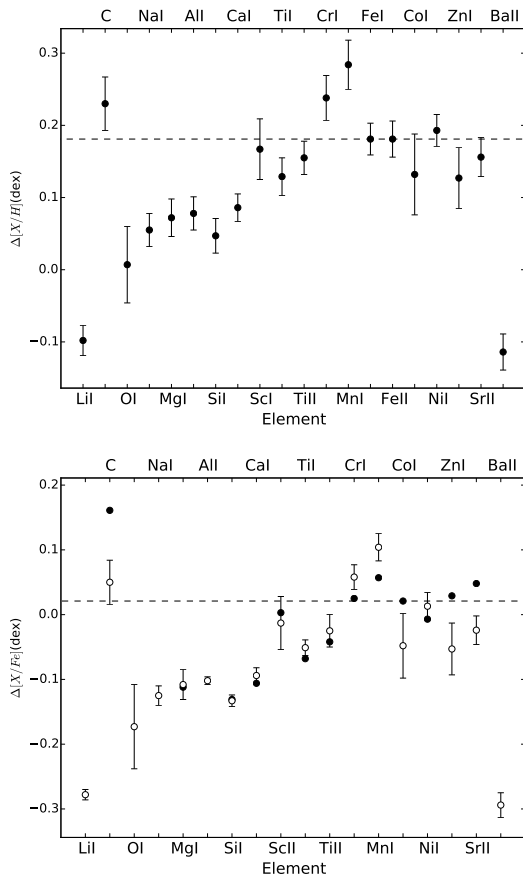 C NaI AlI CaI TiI CrI FeI CoI ZnI BaII
0.3
0.2
0.1
0.0
−0.1
Δ[X/H](dex)
LiI OI MgI SiI ScI TiII MnI FeII NiI SrII
Element
C NaI AlI CaI TiI CrI CoI ZnI BaII
0.2
0.1
0.0
−0.1
−0.2
−0.3
Δ[X/Fe](dex)
LiI OI MgI SiI ScII TiII MnI NiI SrII
Element